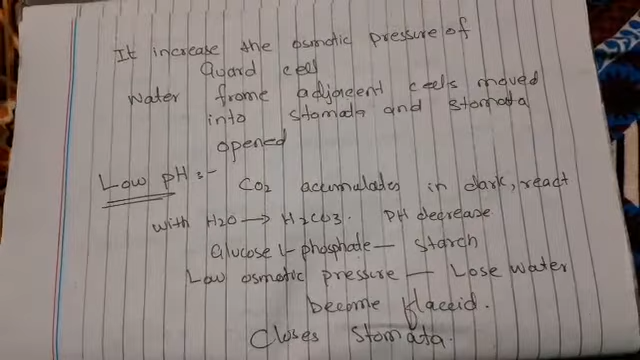 It increase the osmotic pressure of
Guard cell
Water frome adjacent cells moved
into stomata and stomata
opened
Low pH :-
CO2 accumalates in dark, react
with H2O → H2CO3. PH decrease
Glucose 1-phosphate — starch
Low osmotic pressure — Lose water
become flaccid.
Closes stomata.